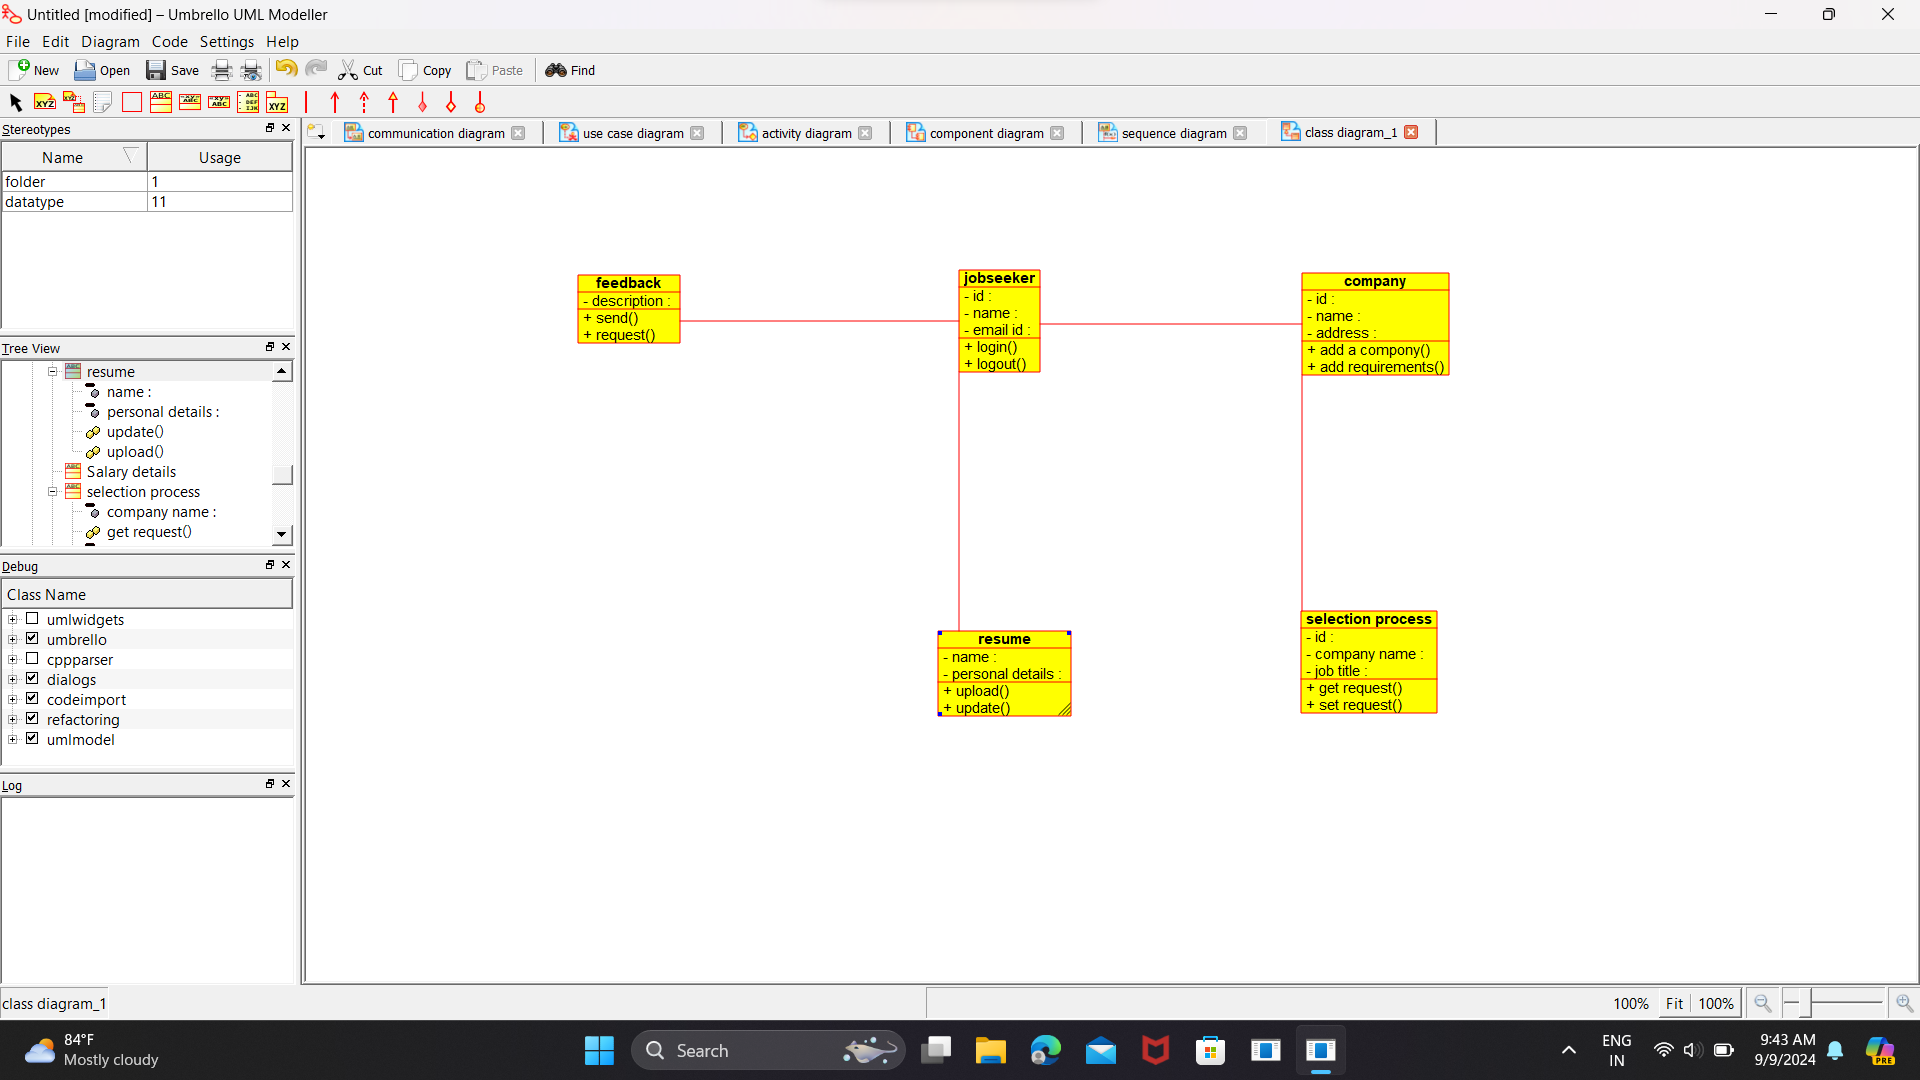 Untitled [modified] – Umbrello UML Modeller
File Edit Diagram Code Settings Help
New Open Save Cut Copy Paste Find
Stereotypes
Name Usage
folder 1
datatype 11
Tree View
resume
name :
personal details :
update()
upload()
Salary details
selection process
company name :
get request()
Debug
Class Name
umlwidgets
umbrello
cppparser
dialogs
codeimport
refactoring
umlmodel
Log
communication diagram use case diagram activity diagram component diagram sequence diagram class diagram_1
feedback
- description :
+ send()
+ request()
jobseeker
- id :
- name :
- email id :
+ login()
+ logout()
company
- id :
- name :
- address :
+ add a compony()
+ add requirements()
resume
- name :
- personal details :
+ upload()
+ update()
selection process
- id :
- company name :
- job title :
+ get request()
+ set request()
class diagram_1
100% Fit 100%
84°F
Mostly cloudy
Search
ENG
IN
9:43 AM
9/9/2024
PRE